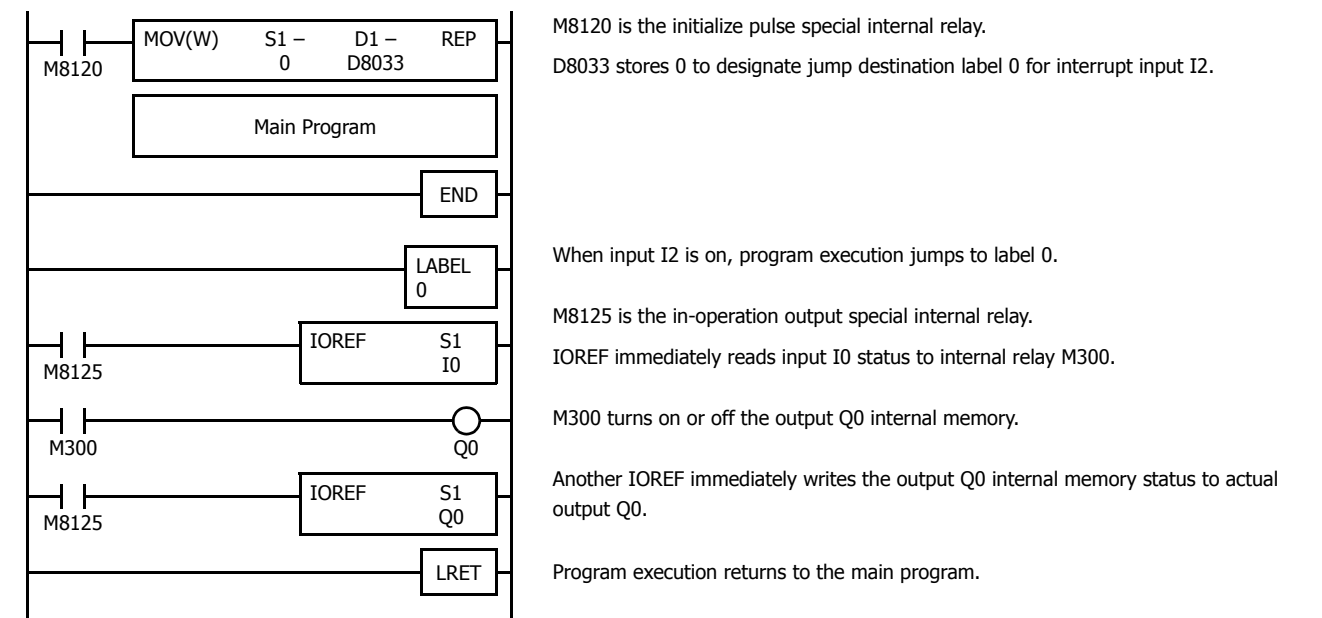 MOV(W) S1 – D1 – REP
0 D8033
M8120
M8120 is the initialize pulse special internal relay.
D8033 stores 0 to designate jump destination label 0 for interrupt input I2.
Main Program
END
LABEL
0
When input I2 is on, program execution jumps to label 0.
IOREF S1
I0
M8125
M8125 is the in-operation output special internal relay.
IOREF immediately reads input I0 status to internal relay M300.
M300
Q0
M300 turns on or off the output Q0 internal memory.
IOREF S1
Q0
M8125
Another IOREF immediately writes the output Q0 internal memory status to actual
output Q0.
LRET
Program execution returns to the main program.